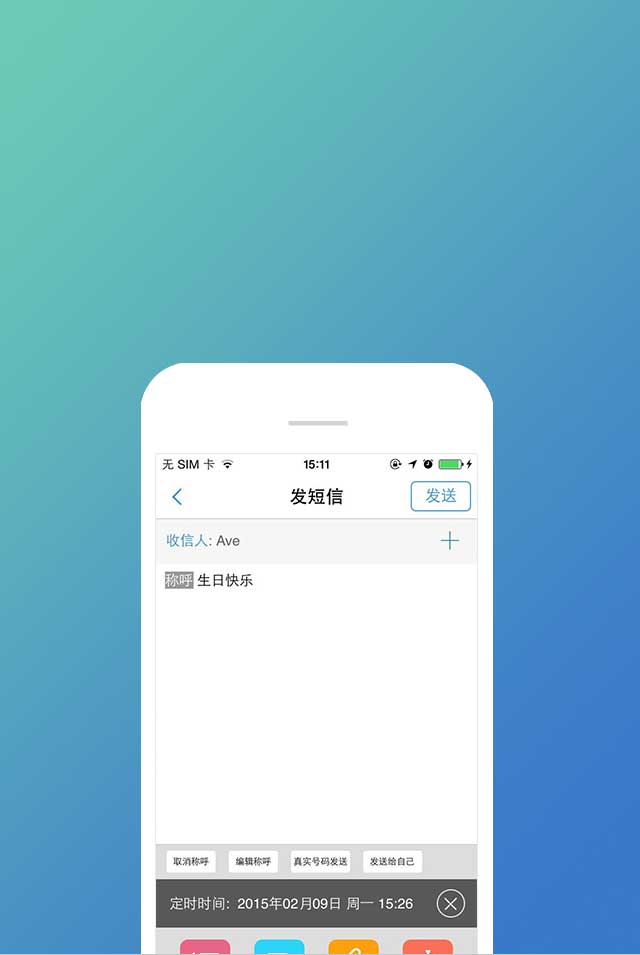 无 SIM 卡 15:11
发短信 发送
收信人: Ave
称呼 生日快乐
取消称呼 编辑称呼 真实号码发送 发送给自己
定时时间: 2015年02月09日 周一 15:26